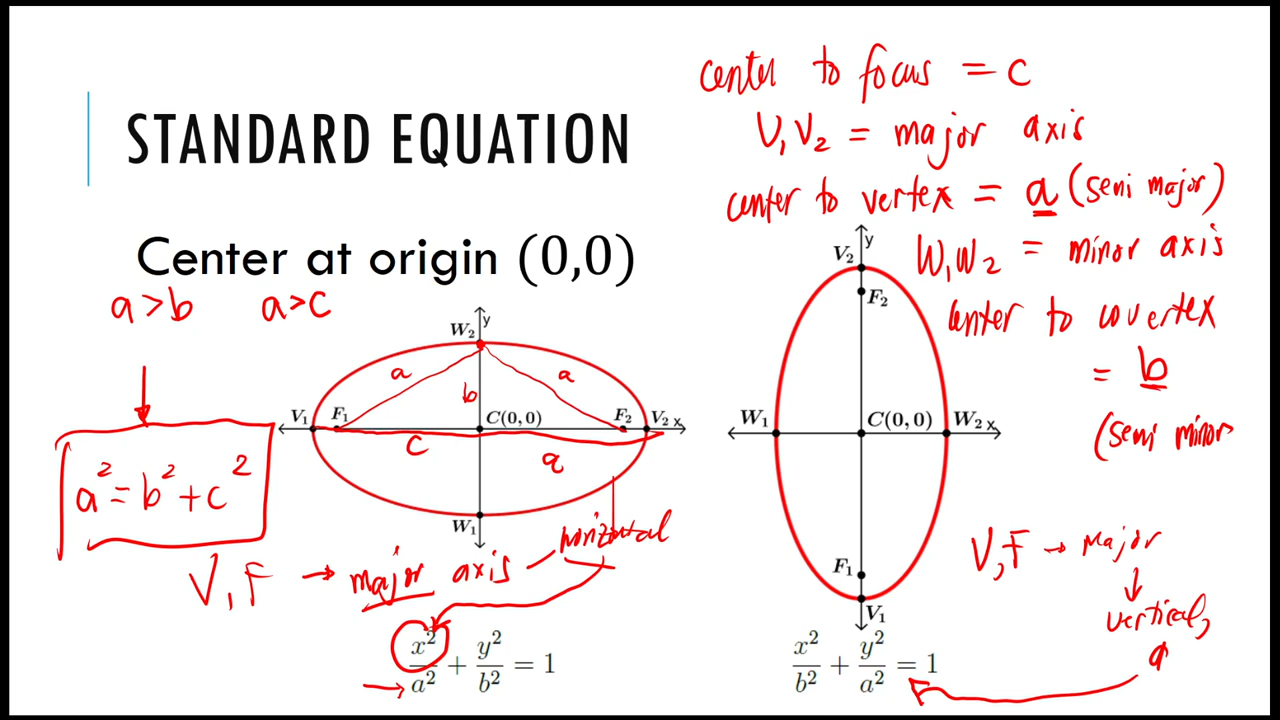 center to focus = c
V₁V₂ = major axis
STANDARD EQUATION
center to vertex = a (semi major)
Center at origin (0,0)
W₁W₂ = minor axis
a>b a>c
center to covertex
= b
(semi minor
W₂ y
a a
b
V₁ F₁ C(0,0) F₂ V₂ x
c
a
W₁
y
V₂
F₂
W₁ C(0,0) W₂ x
F₁
V₁
a² = b² + c²
V, F → major axis – horizontal
V, F → Major
↓
vertical,
x²/a² + y²/b² = 1
x²/b² + y²/a² = 1